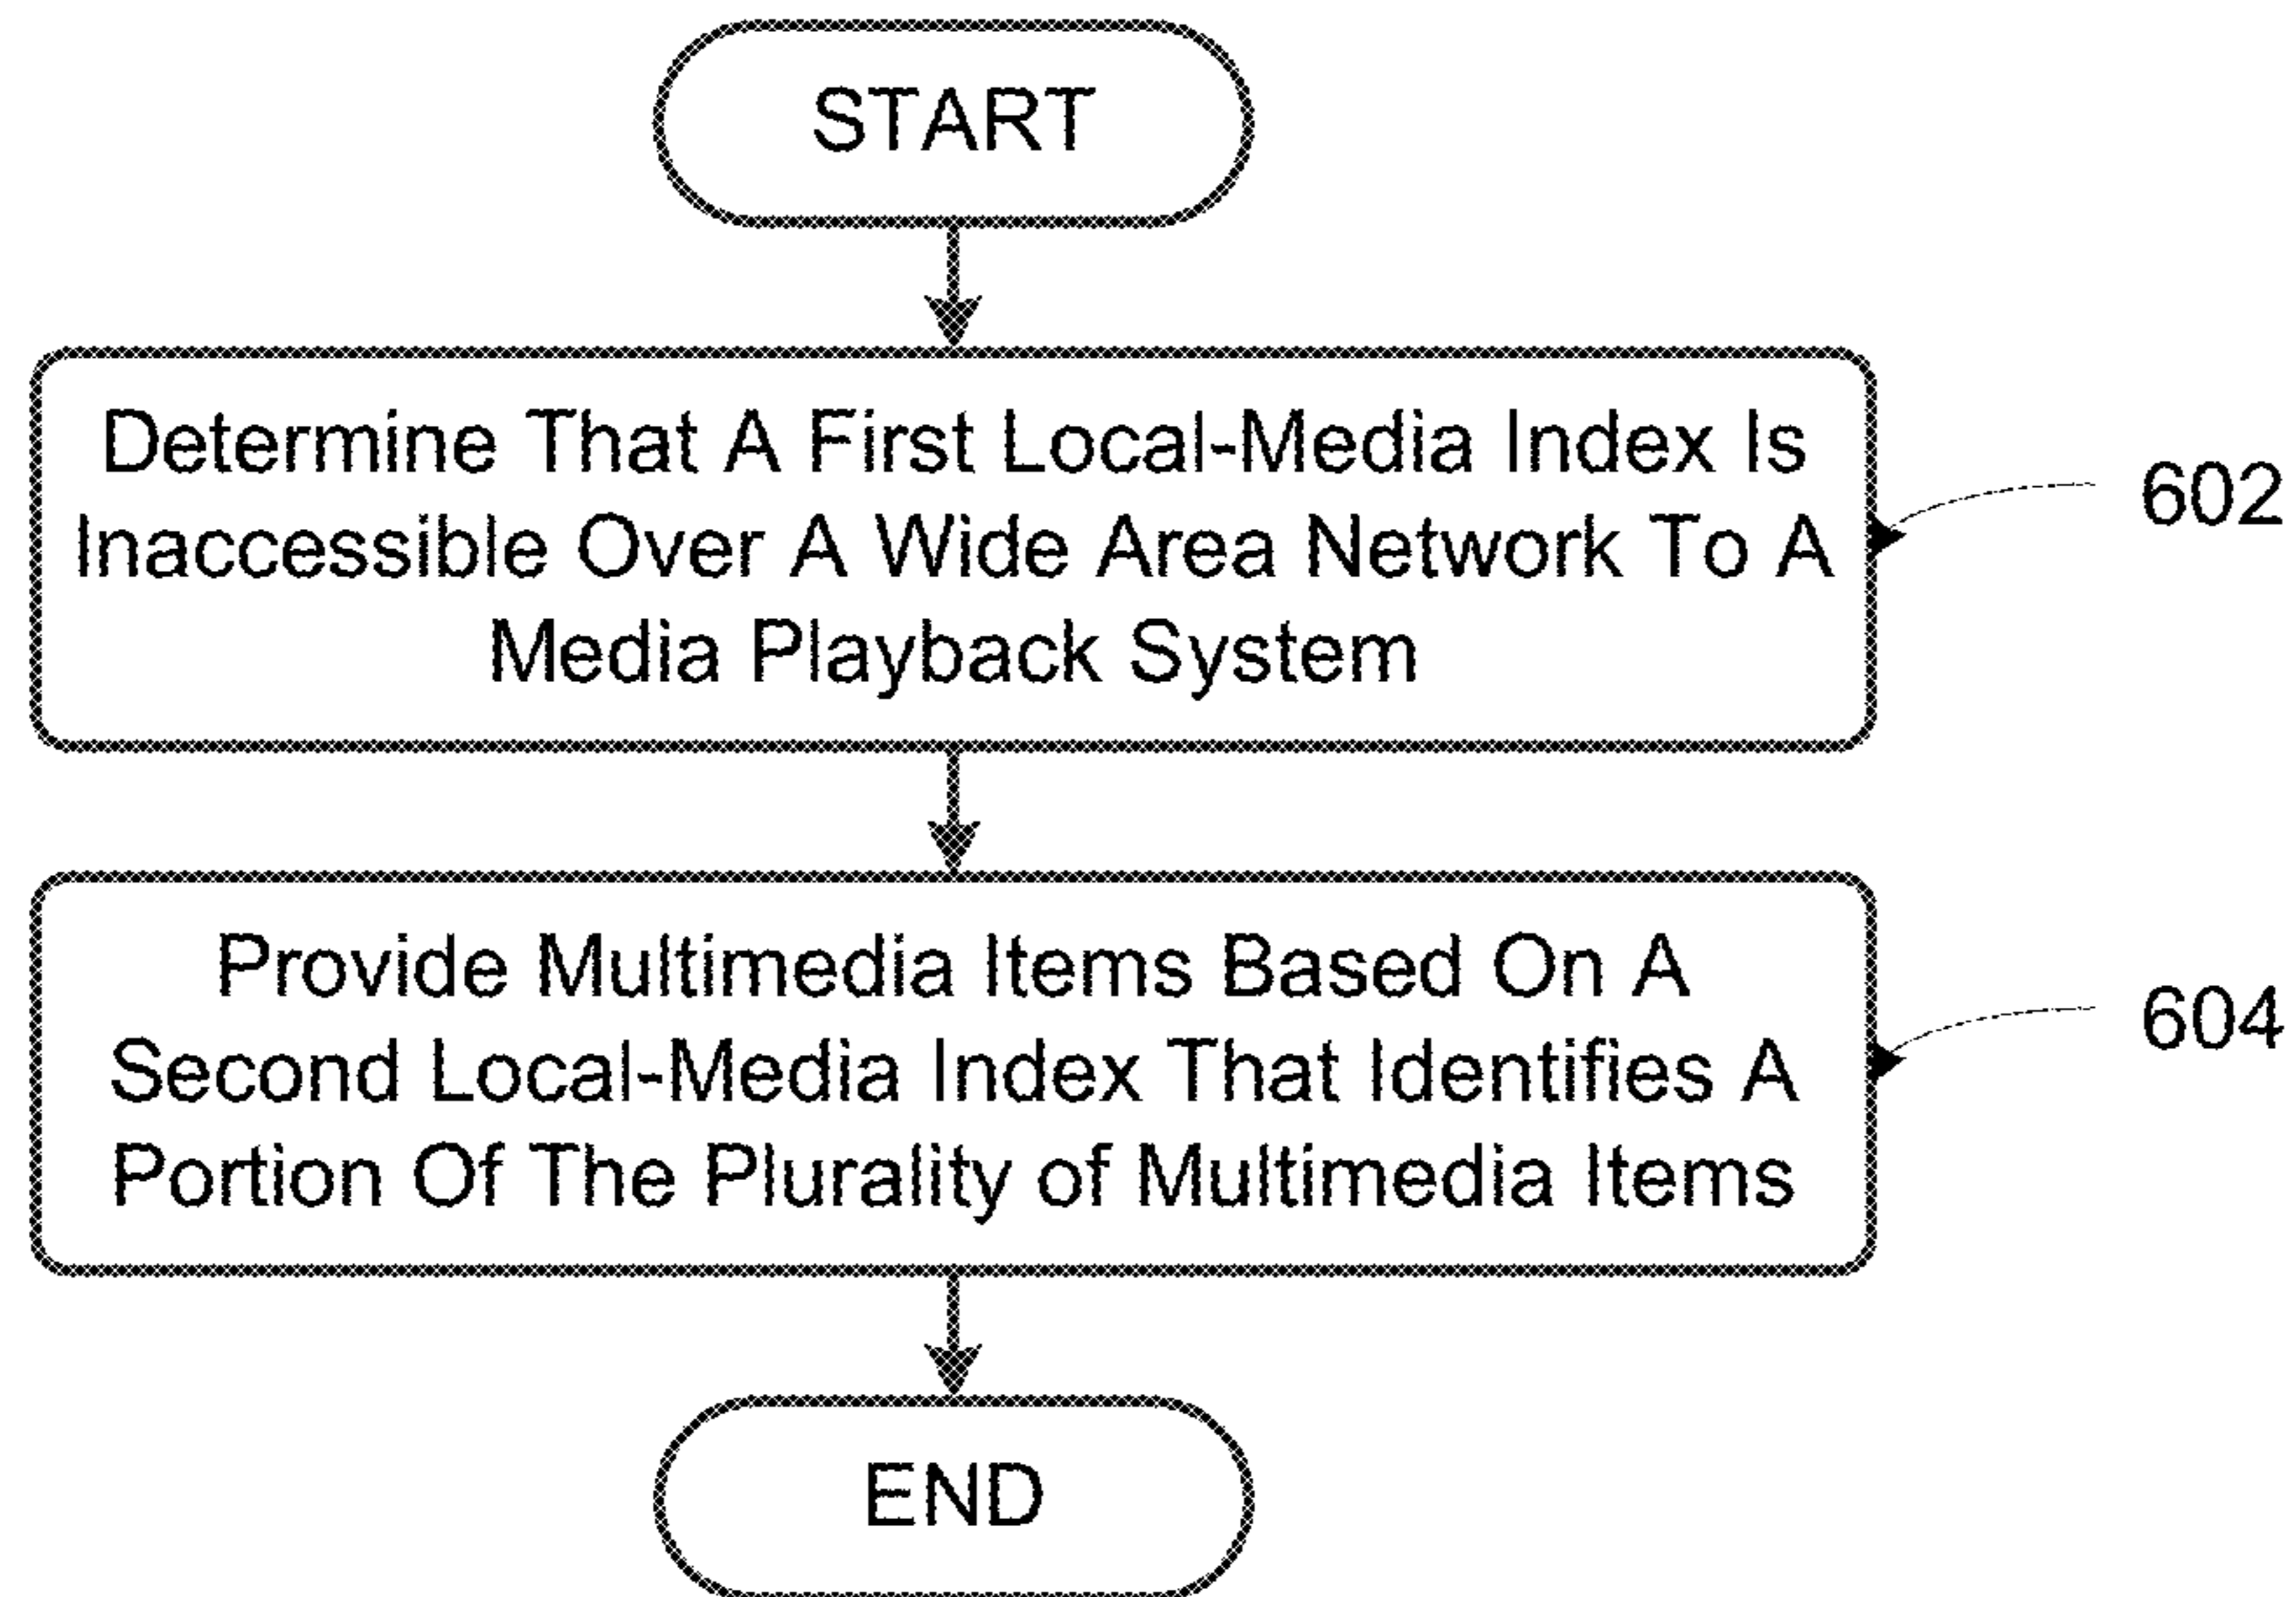 START
Determine That A First Local-Media Index Is
Inaccessible Over A Wide Area Network To A
Media Playback System
602
Provide Multimedia Items Based On A
Second Local-Media Index That Identifies A
Portion Of The Plurality of Multimedia Items
604
END